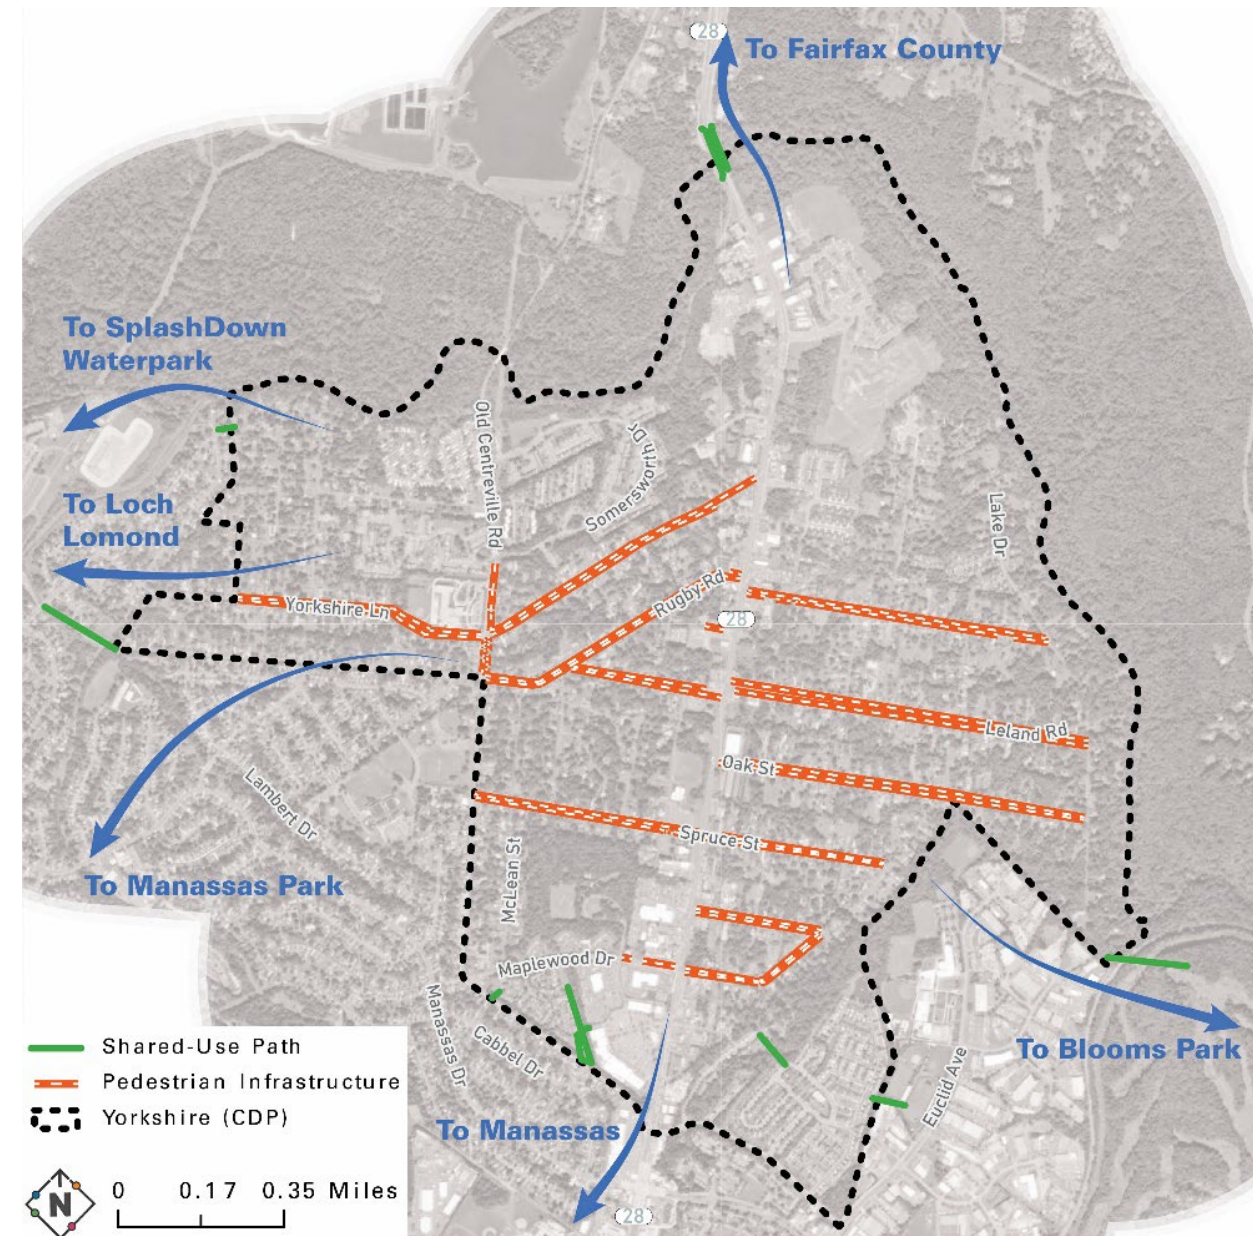 28
To Fairfax County
To SplashDown
Waterpark
Old Centreville Rd
Somersworth Dr
To Loch
Lomond
Lake Dr
Yorkshire Ln
Rugby Rd
28
Leland Rd
Oak St
Lambert Dr
Spruce St
To Manassas Park
McLean St
Maplewood Dr
Manassas Dr
Cabbel Dr
Euclid Ave
To Blooms Park
To Manassas
28
Shared-Use Path
Pedestrian Infrastructure
Yorkshire (CDP)
N
0 0.17 0.35 Miles